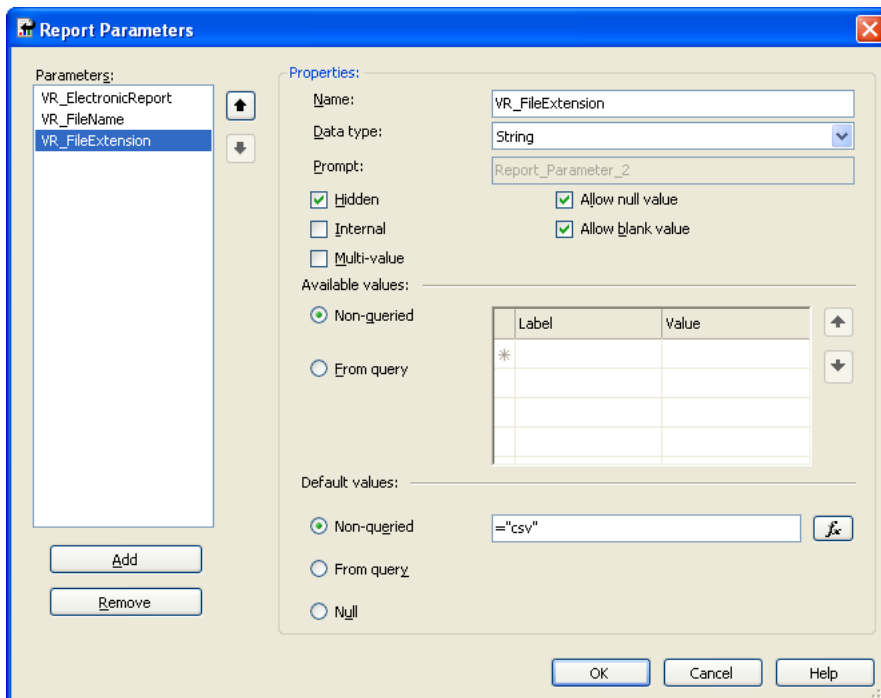 Report Parameters
Parameters:
VR_ElectronicReport
VR_FileName
VR_FileExtension
Add
Remove
Properties:
Name:
VR_FileExtension
Data type:
String
Prompt:
Report_Parameter_2
Hidden
Allow null value
Internal
Allow blank value
Multi-value
Available values:
Non-queried
From query
Label Value
Default values:
Non-queried
="csv"
fx
From query
Null
OK Cancel Help